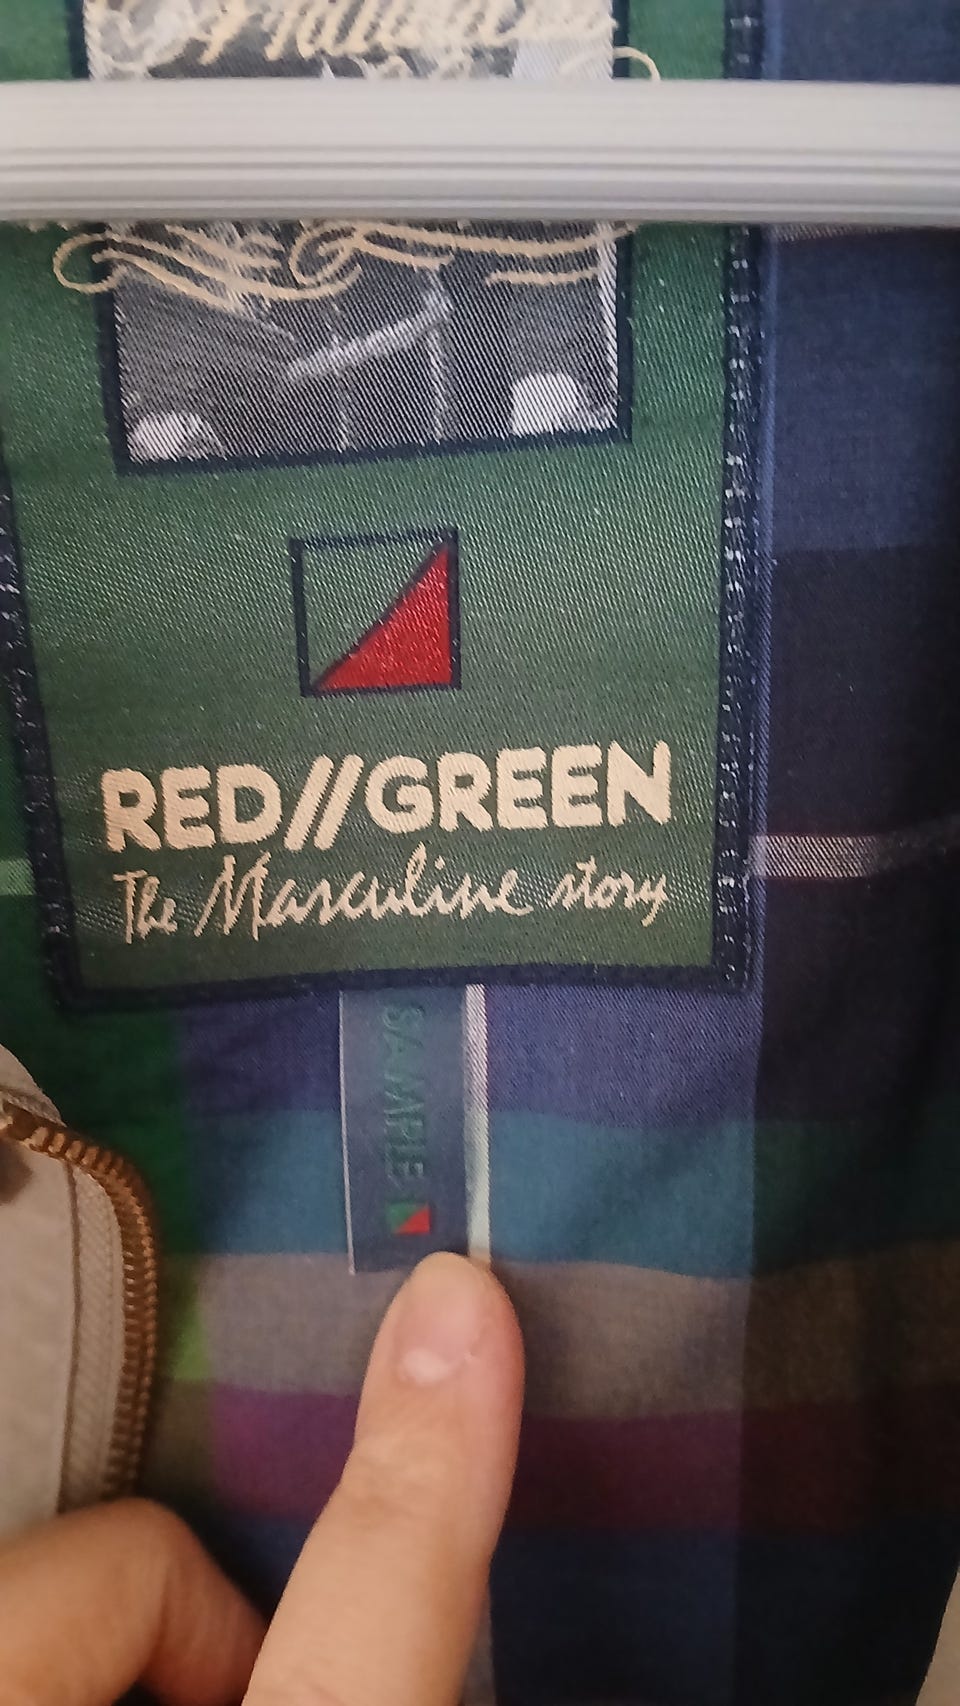 RED//GREEN
The Masculine story
SAMPLE